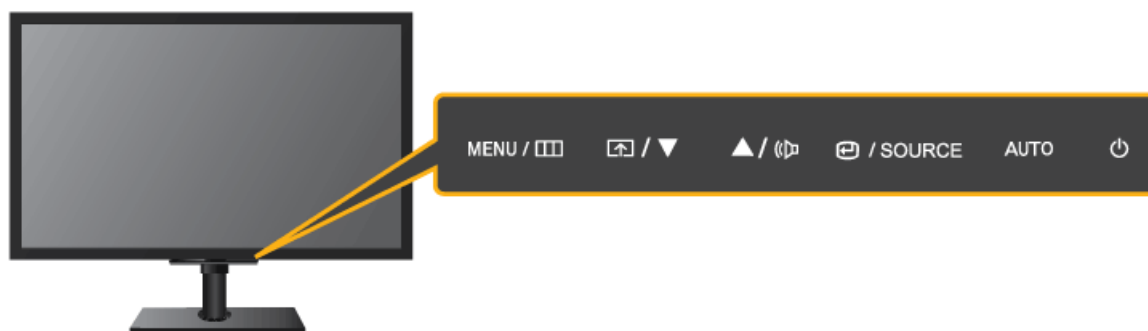 MENU / / ▼ ▲ / / SOURCE AUTO